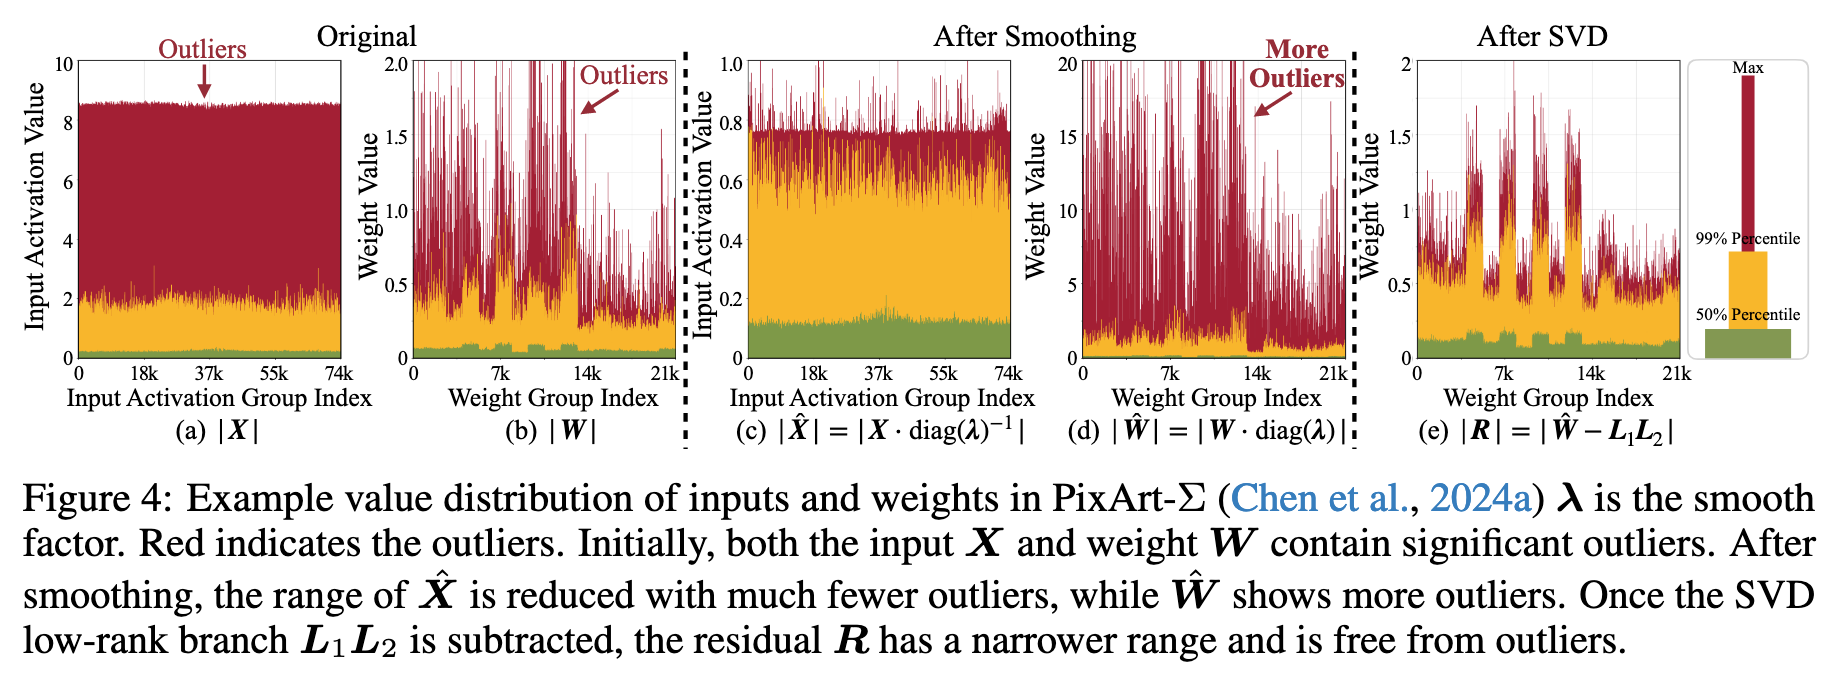 Original
After Smoothing
After SVD
Outliers
10
8
6
4
2
0
Input Activation Value
0 18k 37k 55k 74k
Input Activation Group Index
(a) |X|
Outliers
2.0
1.5
1.0
0.5
0
Weight Value
0 7k 14k 21k
Weight Group Index
(b) |W|
1.0
0.8
0.6
0.4
0.2
0
Input Activation Value
0 18k 37k 55k 74k
Input Activation Group Index
(c) |X̂| = |X · diag(λ)⁻¹|
More
Outliers
20
15
10
5
0
Weight Value
0 7k 14k 21k
Weight Group Index
(d) |Ŵ| = |W · diag(λ)|
2
1.5
1
0.5
0
Weight Value
0 7k 14k 21k
Weight Group Index
(e) |R| = |Ŵ − L₁L₂|
Max
99% Percentile
50% Percentile
Figure 4: Example value distribution of inputs and weights in PixArt-Σ (Chen et al., 2024a) λ is the smooth
factor. Red indicates the outliers. Initially, both the input X and weight W contain significant outliers. After
smoothing, the range of X̂ is reduced with much fewer outliers, while Ŵ shows more outliers. Once the SVD
low-rank branch L₁L₂ is subtracted, the residual R has a narrower range and is free from outliers.